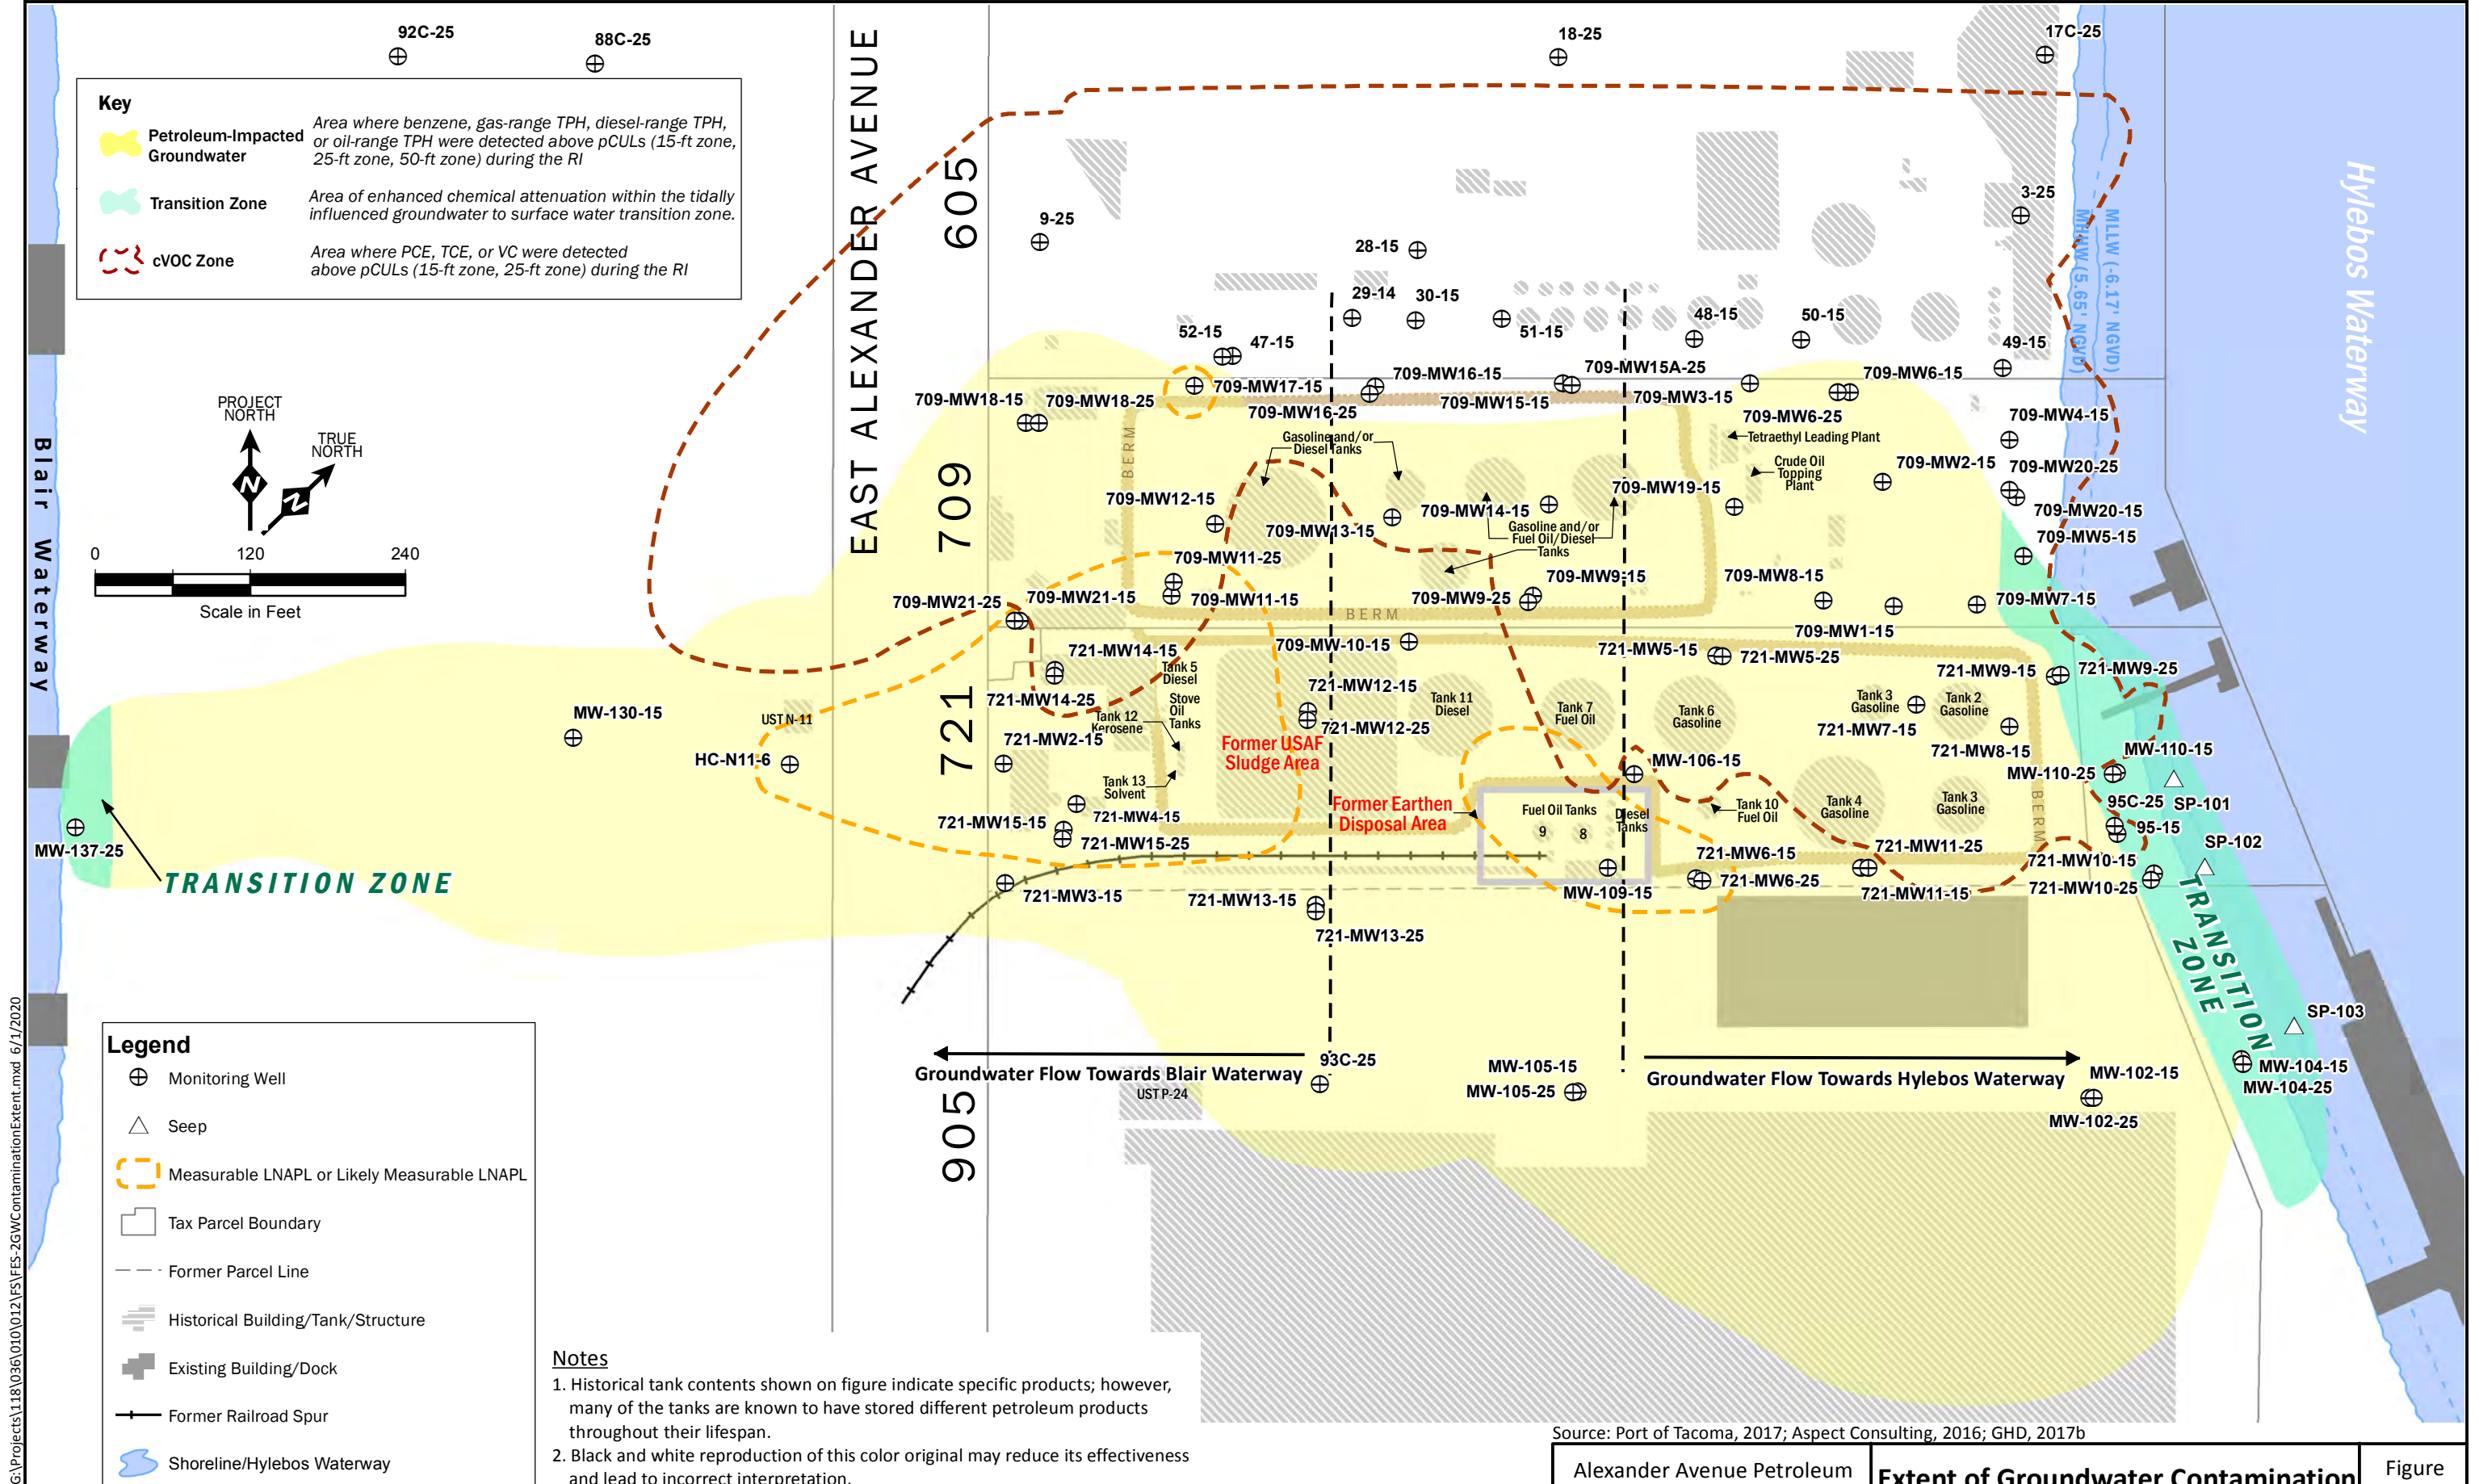 92C-25
88C-25
18-25
17C-25
Key
Petroleum-Impacted
Groundwater
Area where benzene, gas-range TPH, diesel-range TPH,
or oil-range TPH were detected above pCULs (15-ft zone,
25-ft zone, 50-ft zone) during the RI
Transition Zone
Area of enhanced chemical attenuation within the tidally
influenced groundwater to surface water transition zone.
cVOC Zone
Area where PCE, TCE, or VC were detected
above pCULs (15-ft zone, 25-ft zone) during the RI
EAST ALEXANDER AVENUE
605
709
721
905
Hylebos Waterway
MLLW (-6.17' NGVD)
MHHW (5.65' NGVD)
Blair Waterway
9-25
28-15
3-25
29-14
30-15
51-15
48-15
50-15
49-15
52-15
47-15
709-MW17-15
709-MW16-15
709-MW15A-25
709-MW6-15
709-MW18-15
709-MW18-25
709-MW16-25
709-MW15-15
709-MW3-15
709-MW6-25
709-MW4-15
PROJECT
NORTH
TRUE
NORTH
N
N
BERM
Gasoline and/or
Diesel Tanks
Tetraethyl Leading Plant
Crude Oil
Topping
Plant
709-MW2-15
709-MW20-25
709-MW12-15
709-MW13-15
709-MW14-15
709-MW19-15
709-MW20-15
Gasoline and/or
Fuel Oil/Diesel
Tanks
709-MW5-15
0
120
240
Scale in Feet
709-MW11-25
709-MW9-15
709-MW8-15
709-MW21-25
709-MW21-15
709-MW11-15
709-MW9-25
709-MW7-15
BERM
709-MW-10-15
709-MW1-15
721-MW14-15
721-MW5-15
721-MW5-25
721-MW9-15
721-MW9-25
Tank 5
Diesel
721-MW14-25
Stove
Oil
Tanks
721-MW12-15
Tank 11
Diesel
Tank 7
Fuel Oil
Tank 6
Gasoline
Tank 3
Gasoline
Tank 2
Gasoline
MW-130-15
UST N-11
Tank 12
Kerosene
721-MW12-25
721-MW7-15
721-MW2-15
721-MW8-15
HC-N11-6
Former USAF
Sludge Area
MW-106-15
MW-110-15
MW-110-25
Tank 13
Solvent
Former Earthen
Disposal Area
Fuel Oil Tanks
9
8
Diesel
Tanks
Tank 10
Fuel Oil
Tank 4
Gasoline
Tank 3
Gasoline
BERM
95C-25
SP-101
95-15
721-MW4-15
721-MW15-15
721-MW15-25
MW-137-25
SP-102
721-MW6-15
721-MW11-25
721-MW10-15
TRANSITION ZONE
721-MW6-25
721-MW10-25
721-MW3-15
721-MW13-15
MW-109-15
721-MW11-15
721-MW13-25
TRANSITION
ZONE
SP-103
93C-25
MW-105-15
Groundwater Flow Towards Blair Waterway
Groundwater Flow Towards Hylebos Waterway
MW-102-15
MW-104-15
UST P-24
MW-105-25
MW-104-25
MW-102-25
Legend
Monitoring Well
Seep
Measurable LNAPL or Likely Measurable LNAPL
Tax Parcel Boundary
Former Parcel Line
Historical Building/Tank/Structure
Existing Building/Dock
Former Railroad Spur
Shoreline/Hylebos Waterway
Notes
1. Historical tank contents shown on figure indicate specific products; however,
many of the tanks are known to have stored different petroleum products
throughout their lifespan.
2. Black and white reproduction of this color original may reduce its effectiveness
and lead to incorrect interpretation.
Source: Port of Tacoma, 2017; Aspect Consulting, 2016; GHD, 2017b
Alexander Avenue Petroleum
Extent of Groundwater Contamination
Figure
G:\Projects\118\036\010\012\FS\FES-2GWContaminationExtent.mxd 6/1/2020